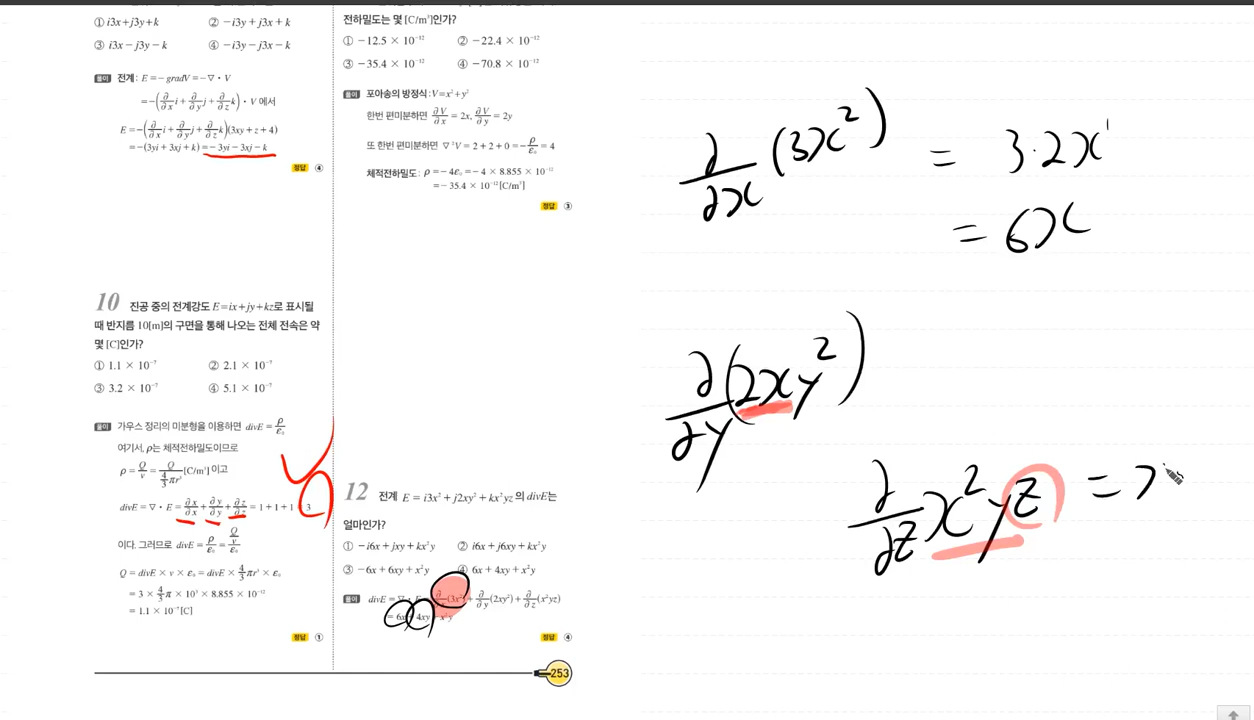 ① i3x+j3y+k ② −i3y+j3x+k
③ i3x−j3y−k ④ −i3y−j3x−k
풀이 전계 : E=−gradV=−▽・V
=−(∂/∂x i+∂/∂y j+∂/∂z k)・V 에서
E=−(∂/∂x i+∂/∂y j+∂/∂z k)(3xy+z+4)
=−(3yi+3xj+k)=−3yi−3xj−k
정답 ④
10 진공 중의 전계강도 E=ix+jy+kz로 표시될
때 반지름 10[m]의 구면을 통해 나오는 전체 전속은 약
몇 [C]인가?
① 1.1 × 10⁻⁷ ② 2.1 × 10⁻⁷
③ 3.2 × 10⁻⁷ ④ 5.1 × 10⁻⁷
풀이 가우스 정리의 미분형을 이용하면 divE=ρ/ε₀
여기서, ρ는 체적전하밀도이므로
ρ=Q/v=Q/(4/3 πr³)[C/m³]이고
divE=▽・E=∂x/∂x+∂y/∂y+∂z/∂z=1+1+1=3
이다. 그러므로 divE=ρ/ε₀=(Q/v)/ε₀
Q=divE × v × ε₀=divE × 4/3 πr³ × ε₀
=3 × 4/3 π × 10³ × 8.855 × 10⁻¹²
=1.1 × 10⁻⁷[C]
정답 ①
전하밀도는 몇 [C/m³]인가?
① −12.5 × 10⁻¹² ② −22.4 × 10⁻¹²
③ −35.4 × 10⁻¹² ④ −70.8 × 10⁻¹²
풀이 포아송의 방정식 : V=x²+y²
한번 편미분하면 ∂V/∂x=2x, ∂V/∂y=2y
또 한번 편미분하면 ▽²V=2+2+0=−ρ/ε₀=4
체적전하밀도 : ρ=−4ε₀=−4 × 8.855 × 10⁻¹²
=−35.4 × 10⁻¹²[C/m³]
정답 ③
12 전계 E=i3x²+j2xy²+kx²yz의 divE는
얼마인가?
① −i6x+jxy+kx²y ② i6x+j6xy+kx²y
③ −6x+6xy+x²y ④ 6x+4xy+x²y
풀이 divE=▽・E=∂/∂x(3x²)+∂/∂y(2xy²)+∂/∂z(x²yz)
=6x+4xy+x²y
정답 ④
253
∂/∂x (3x²) = 3·2x¹
= 6x
∂/∂y (2xy²)
∂/∂z x²yz = x